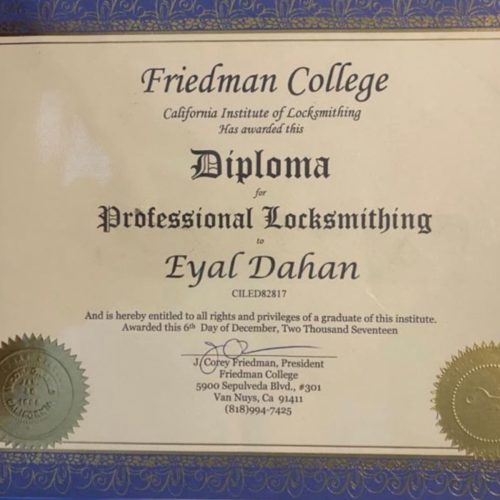 Friedman College
California Institute of Locksmithing
Has awarded this
Diploma
for
Professional Locksmithing
to
Eyal Dahan
CILED82817
And is hereby entitled to all rights and privileges of a graduate of this institute.
Awarded this 6th Day of December, Two Thousand Seventeen
J. Corey Friedman, President
Friedman College
5900 Sepulveda Blvd., #301
Van Nuys, Ca 91411
(818)994-7425
CALIFORNIA